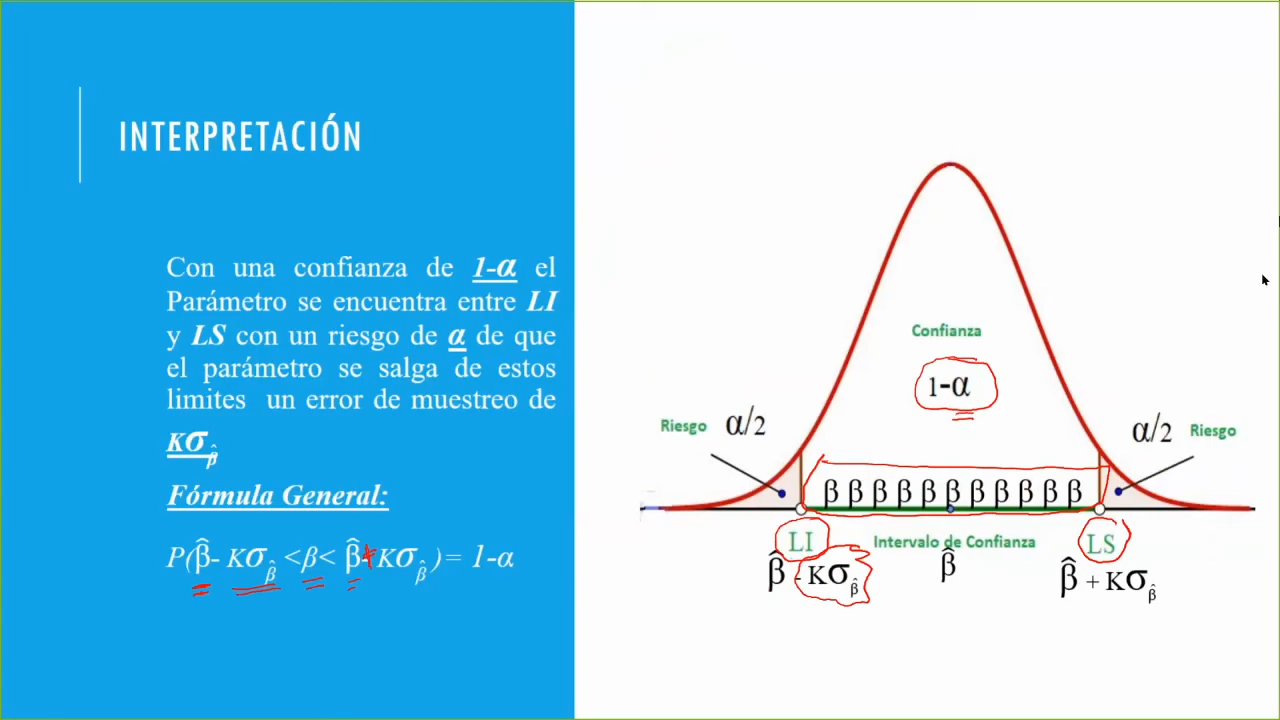 INTERPRETACIÓN
Con una confianza de 1-α el
Parámetro se encuentra entre LI
y LS con un riesgo de α de que
el parámetro se salga de estos
limites un error de muestreo de
Kσβ̂
Fórmula General:
P(β̂- Kσβ̂ <β< β̂+Kσβ̂ )= 1-α
Confianza
1-α
Riesgo α/2
α/2 Riesgo
β β β β β β β β β β β
LI Intervalo de Confianza LS
β̂ - Kσβ̂ β̂ β̂ + Kσβ̂